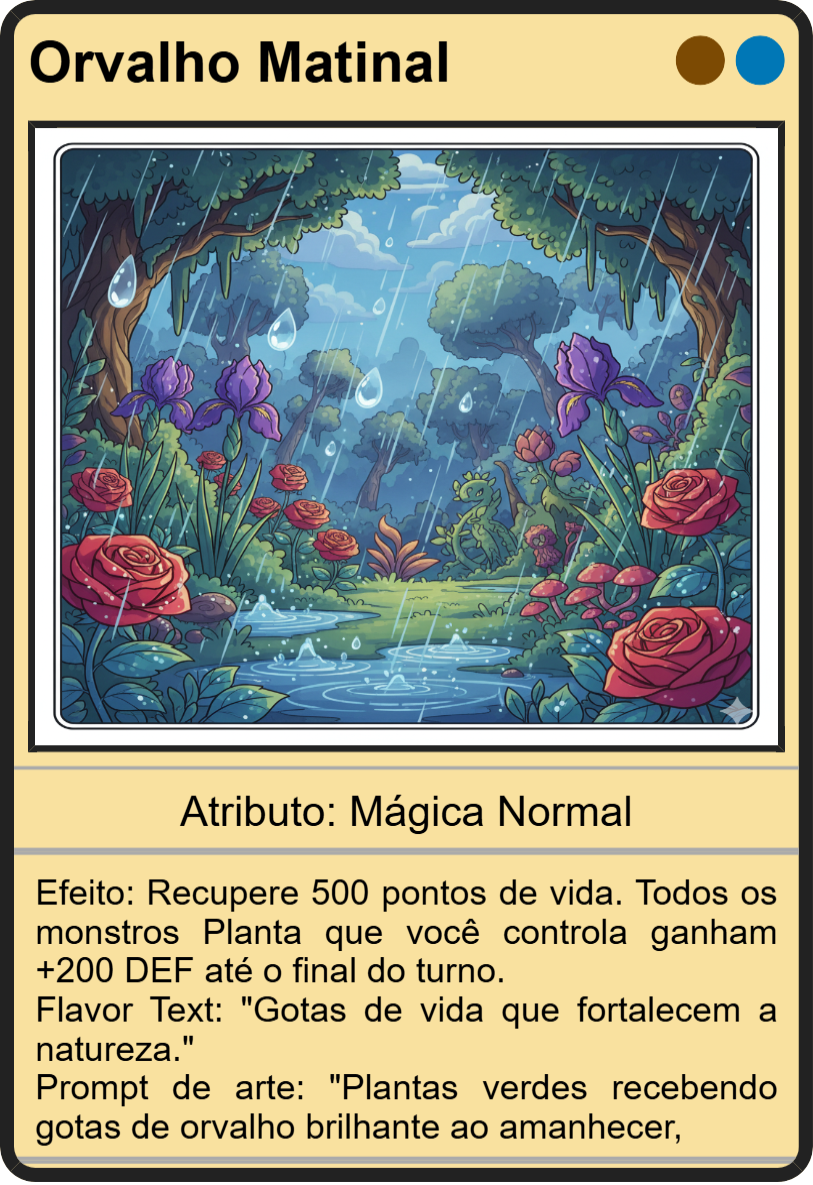 Orvalho Matinal
Atributo: Mágica Normal
Efeito: Recupere 500 pontos de vida. Todos os
monstros Planta que você controla ganham
+200 DEF até o final do turno.
Flavor Text: "Gotas de vida que fortalecem a
natureza."
Prompt de arte: "Plantas verdes recebendo
gotas de orvalho brilhante ao amanhecer,